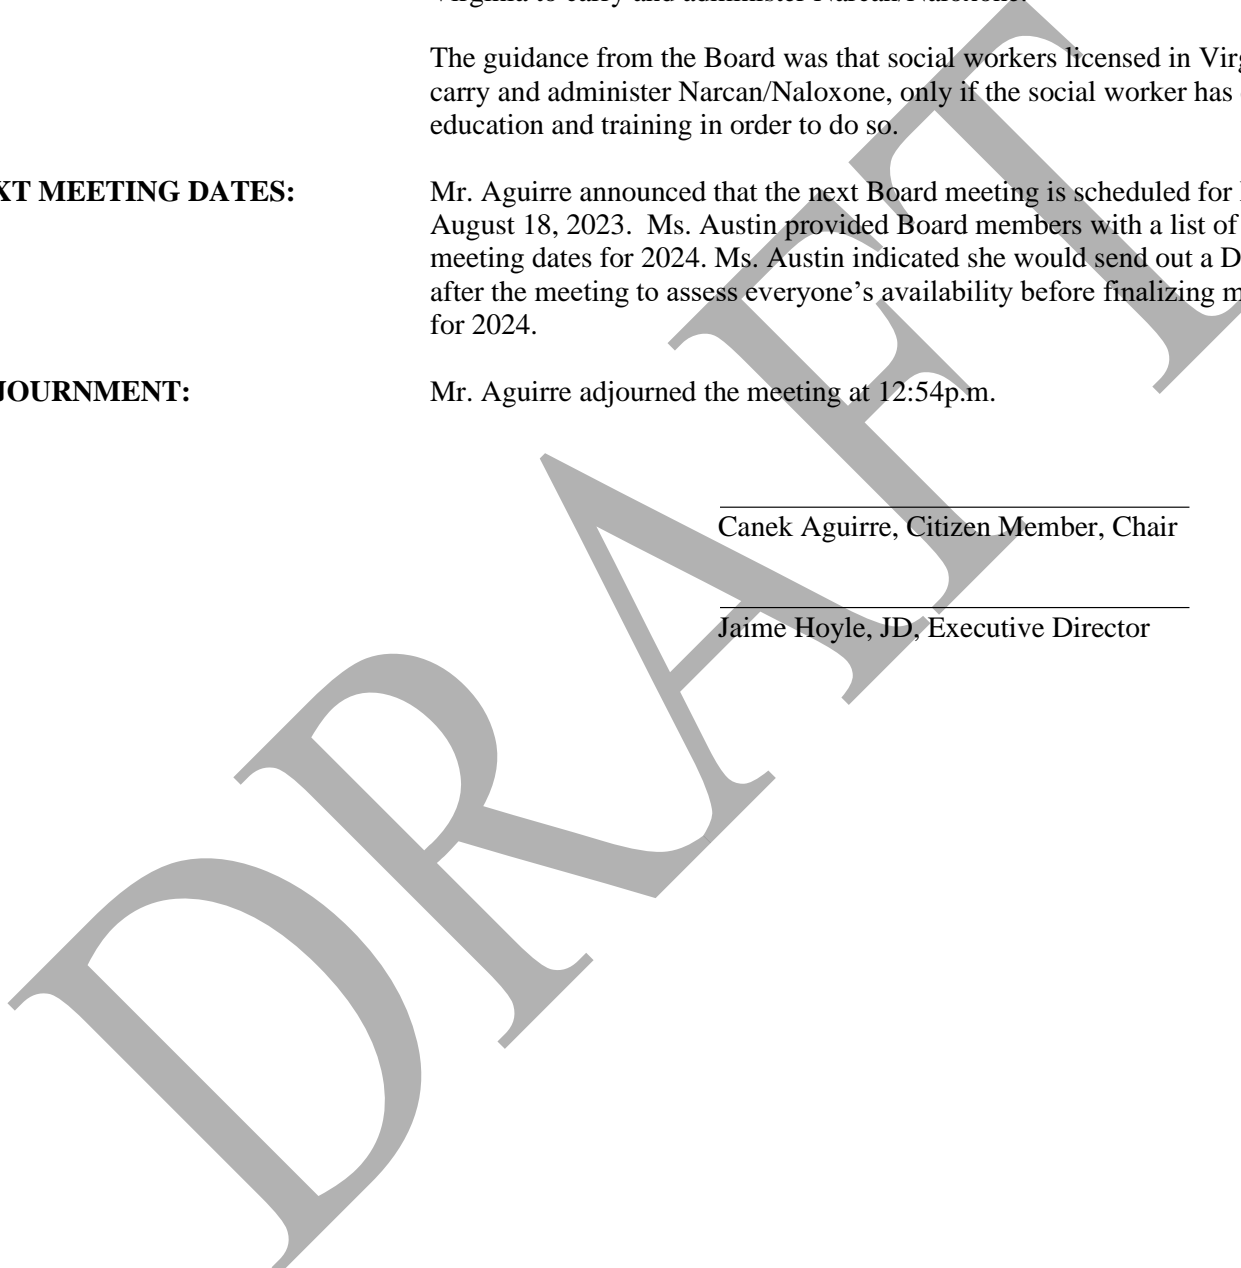 Virginia to carry and administer Narcan/Naloxone.
The guidance from the Board was that social workers licensed in Virg
carry and administer Narcan/Naloxone, only if the social worker has
education and training in order to do so.
XT MEETING DATES: Mr. Aguirre announced that the next Board meeting is scheduled for
August 18, 2023. Ms. Austin provided Board members with a list of
meeting dates for 2024. Ms. Austin indicated she would send out a D
after the meeting to assess everyone’s availability before finalizing m
for 2024.
JOURNMENT: Mr. Aguirre adjourned the meeting at 12:54p.m.
Canek Aguirre, Citizen Member, Chair
Jaime Hoyle, JD, Executive Director
DRAFT